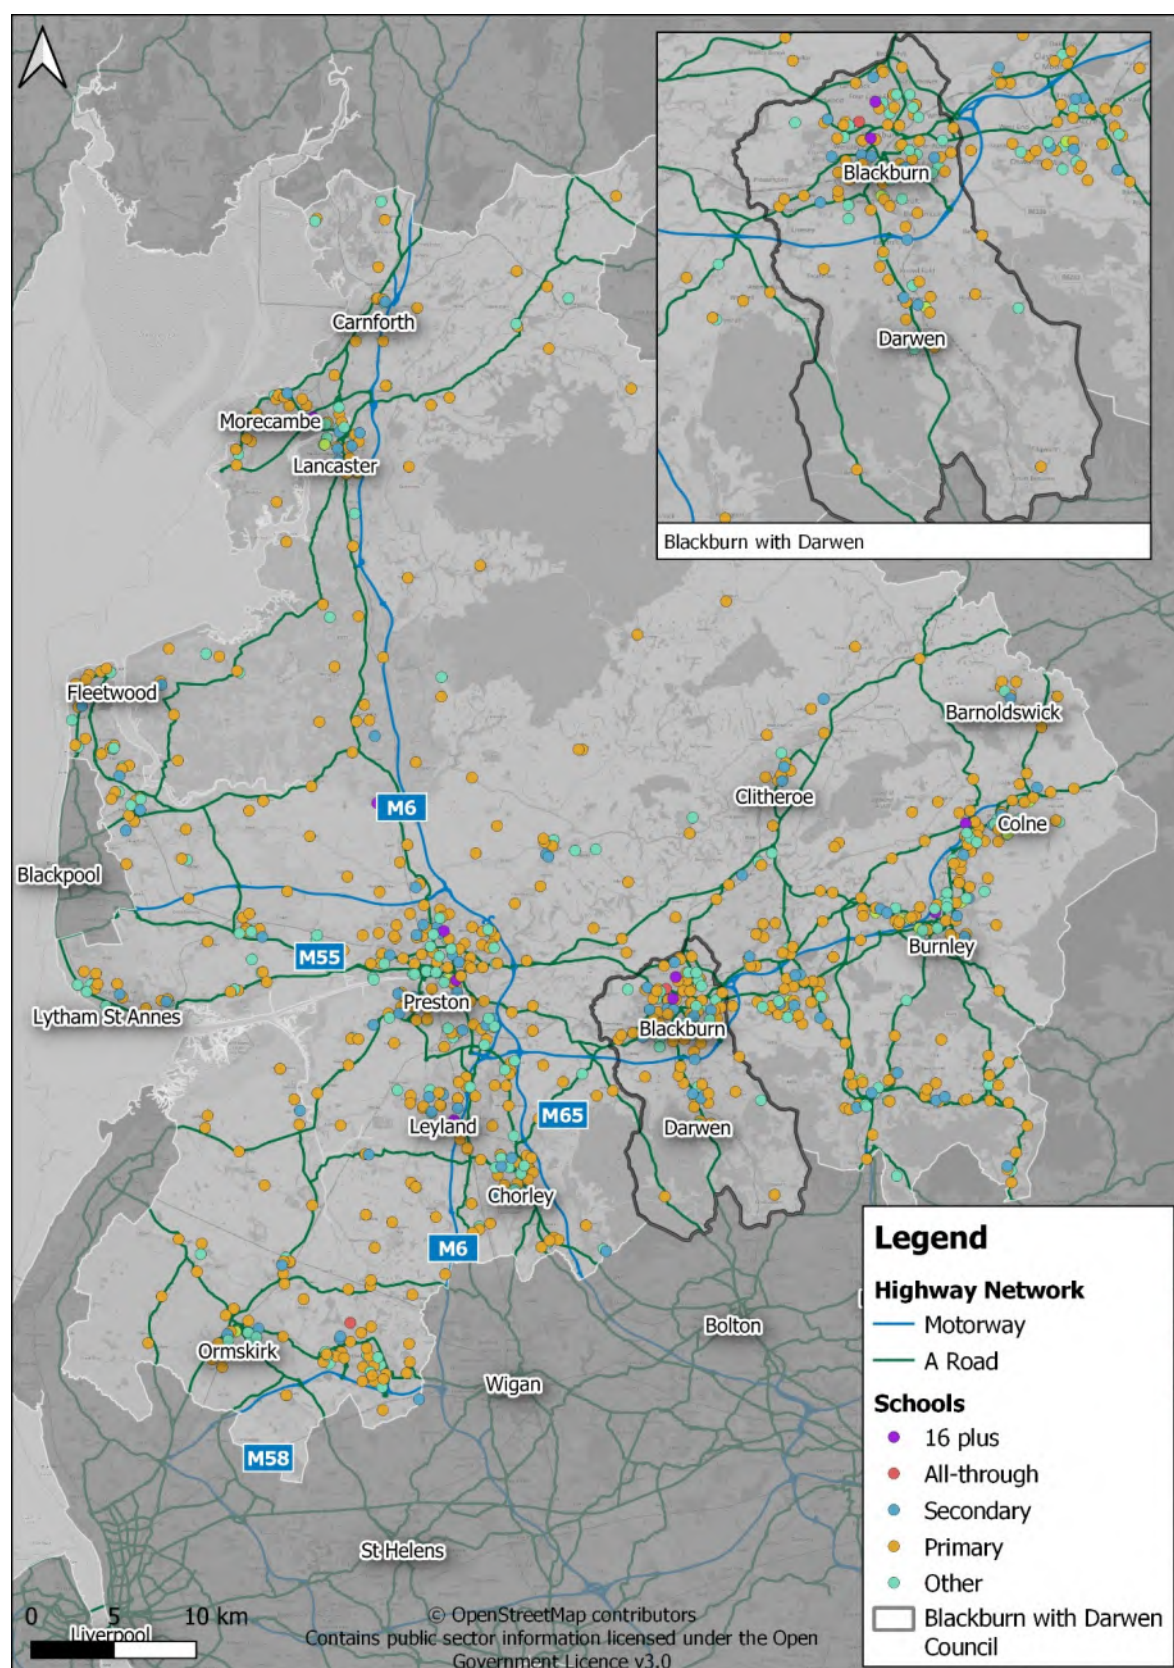 Blackburn
Darwen
Blackburn with Darwen
Carnforth
Morecambe
Lancaster
Fleetwood
Barnoldswick
Clitheroe
M6
Colne
Blackpool
Burnley
M55
Preston
Lytham St Annes
Blackburn
M65
Leyland
Darwen
Chorley
M6
Bolton
Ormskirk
Wigan
M58
St Helens
Liverpool
Legend
Highway Network
Motorway
A Road
Schools
16 plus
All-through
Secondary
Primary
Other
Blackburn with Darwen
Council
0 5 10 km
© OpenStreetMap contributors
Contains public sector information licensed under the Open
Government Licence v3.0